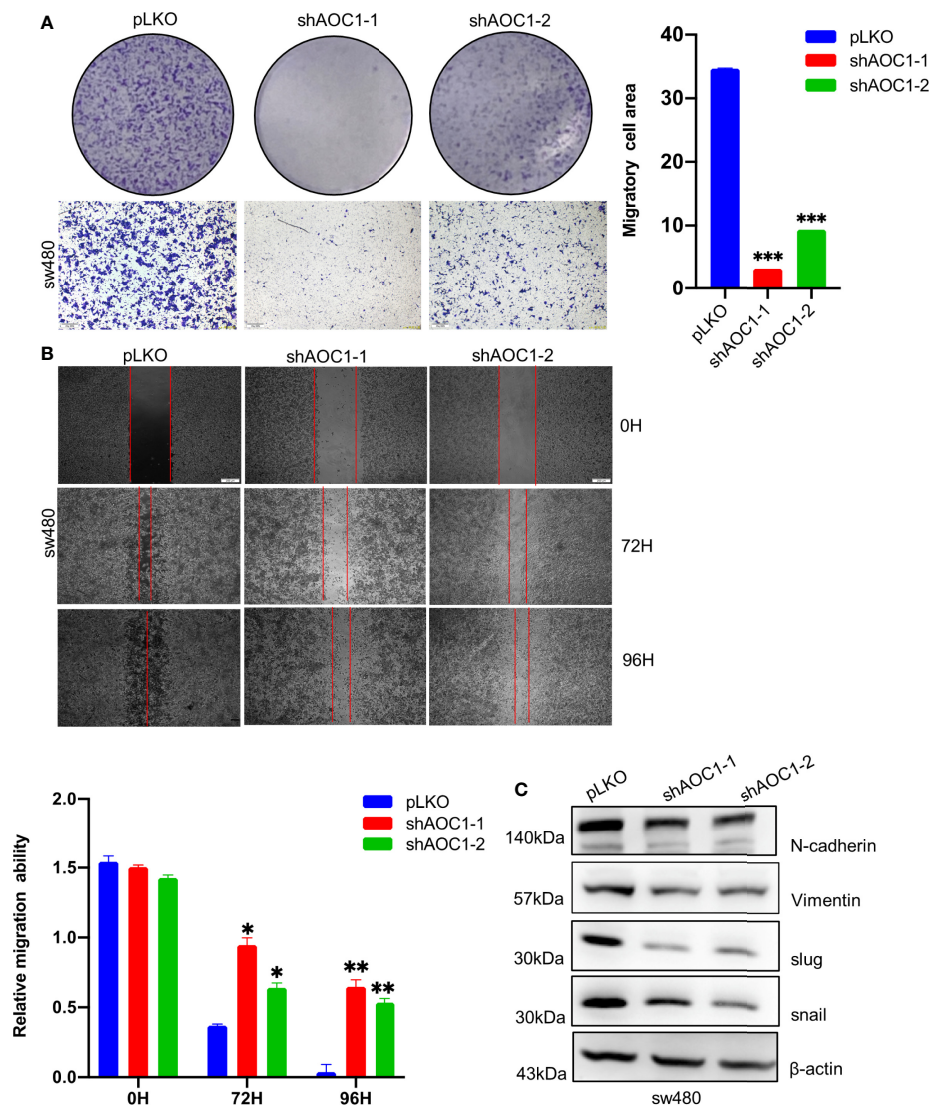 A
pLKO
shAOC1-1
shAOC1-2
sw480
Migratory cell area
40
30
20
10
0
***
***
pLKO
shAOC1-1
shAOC1-2
pLKO
shAOC1-1
shAOC1-2
B
pLKO
shAOC1-1
shAOC1-2
0H
sw480
72H
96H
Relative migration ability
2.0
1.5
1.0
0.5
0.0
pLKO
shAOC1-1
shAOC1-2
*
*
**
**
0H
72H
96H
C
pLKO
shAOC1-1
shAOC1-2
140kDa
N-cadherin
57kDa
Vimentin
30kDa
slug
30kDa
snail
43kDa
β-actin
sw480